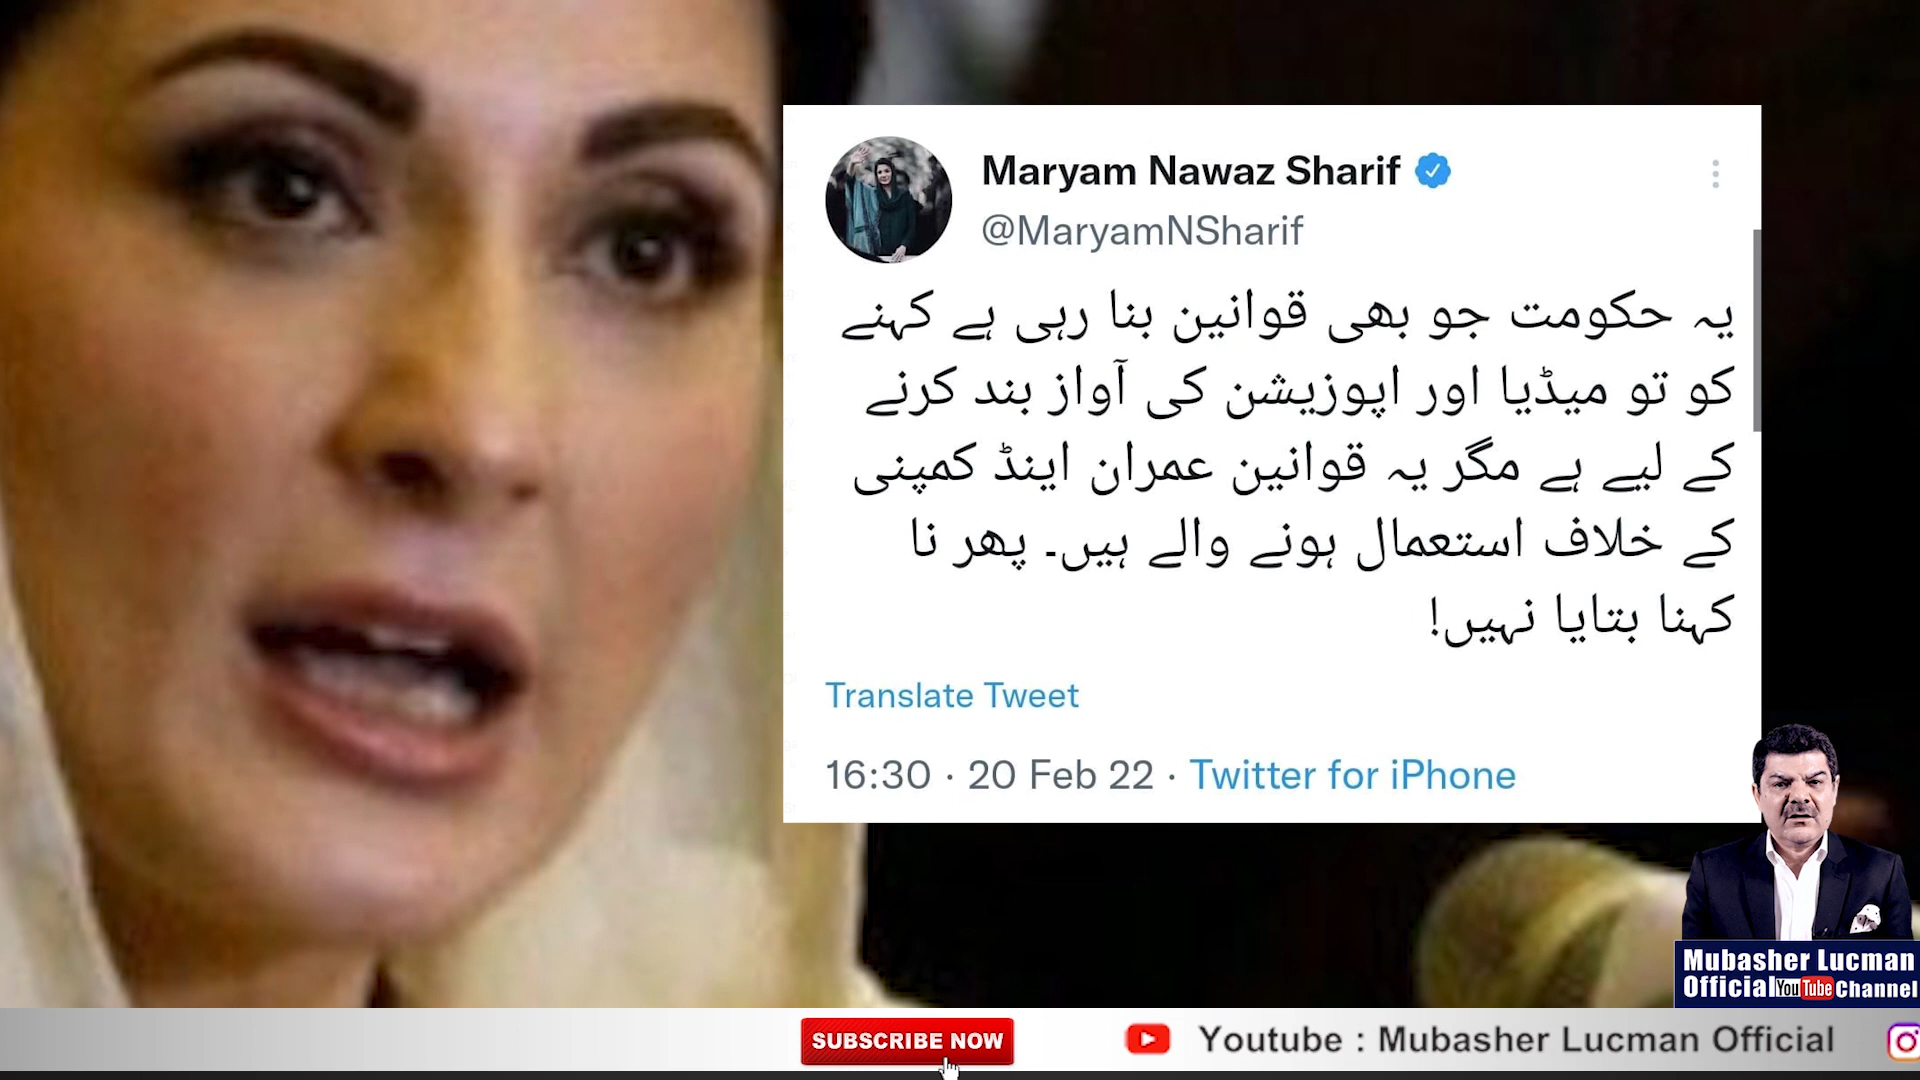 Maryam Nawaz Sharif
@MaryamNSharif
یہ حکومت جو بھی قوانین بنا رہی ہے کہنے
کو تو میڈیا اور اپوزیشن کی آواز بند کرنے
کے لیے ہے مگر یہ قوانین عمران اینڈ کمپنی
کے خلاف استعمال ہونے والے ہیں۔ پھر نا
کہنا بتایا نہیں!
Translate Tweet
16:30 · 20 Feb 22 · Twitter for iPhone
Mubasher Lucman
Official YouTube Channel
SUBSCRIBE NOW
Youtube : Mubasher Lucman Official